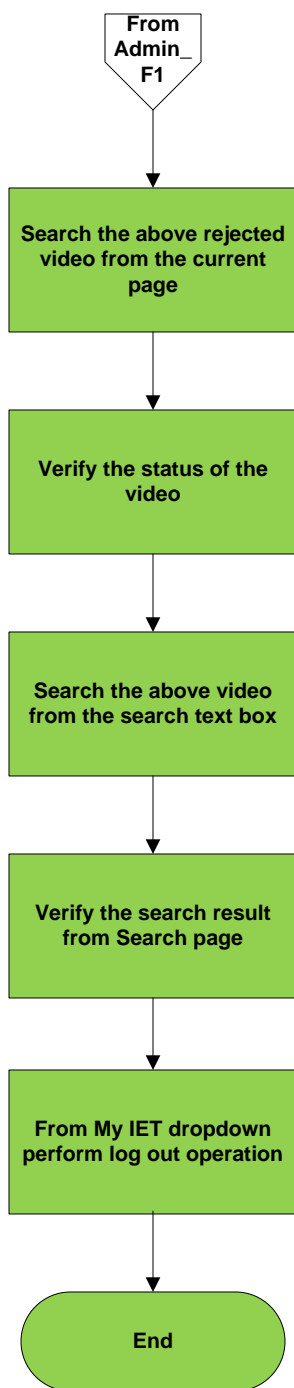 From
Admin_
F1
Search the above rejected
video from the current
page
Verify the status of the
video
Search the above video
from the search text box
Verify the search result
from Search page
From My IET dropdown
perform log out operation
End